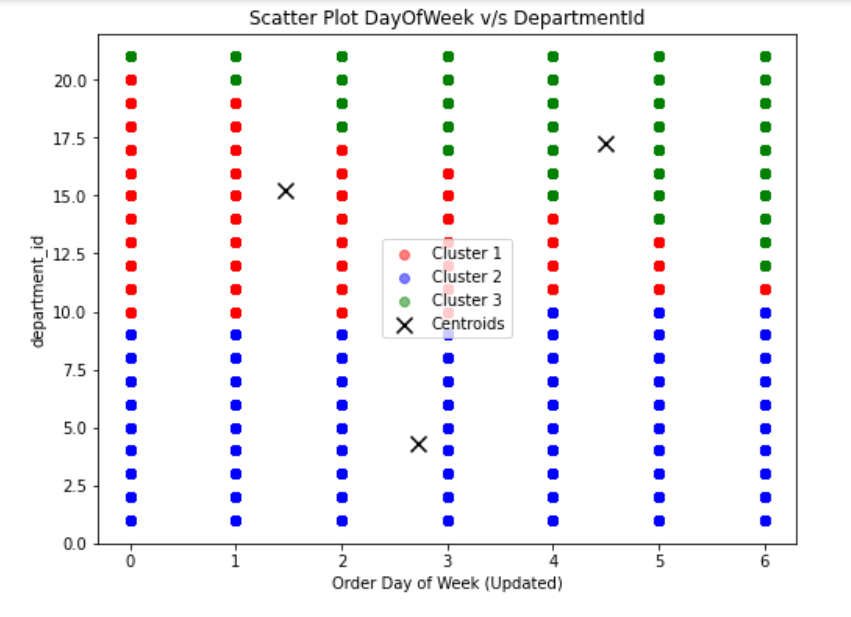 Scatter Plot DayOfWeek v/s DepartmentId
department_id
20.0
17.5
15.0
12.5
10.0
7.5
5.0
2.5
0.0
Cluster 1
Cluster 2
Cluster 3
Centroids
0 1 2 3 4 5 6
Order Day of Week (Updated)